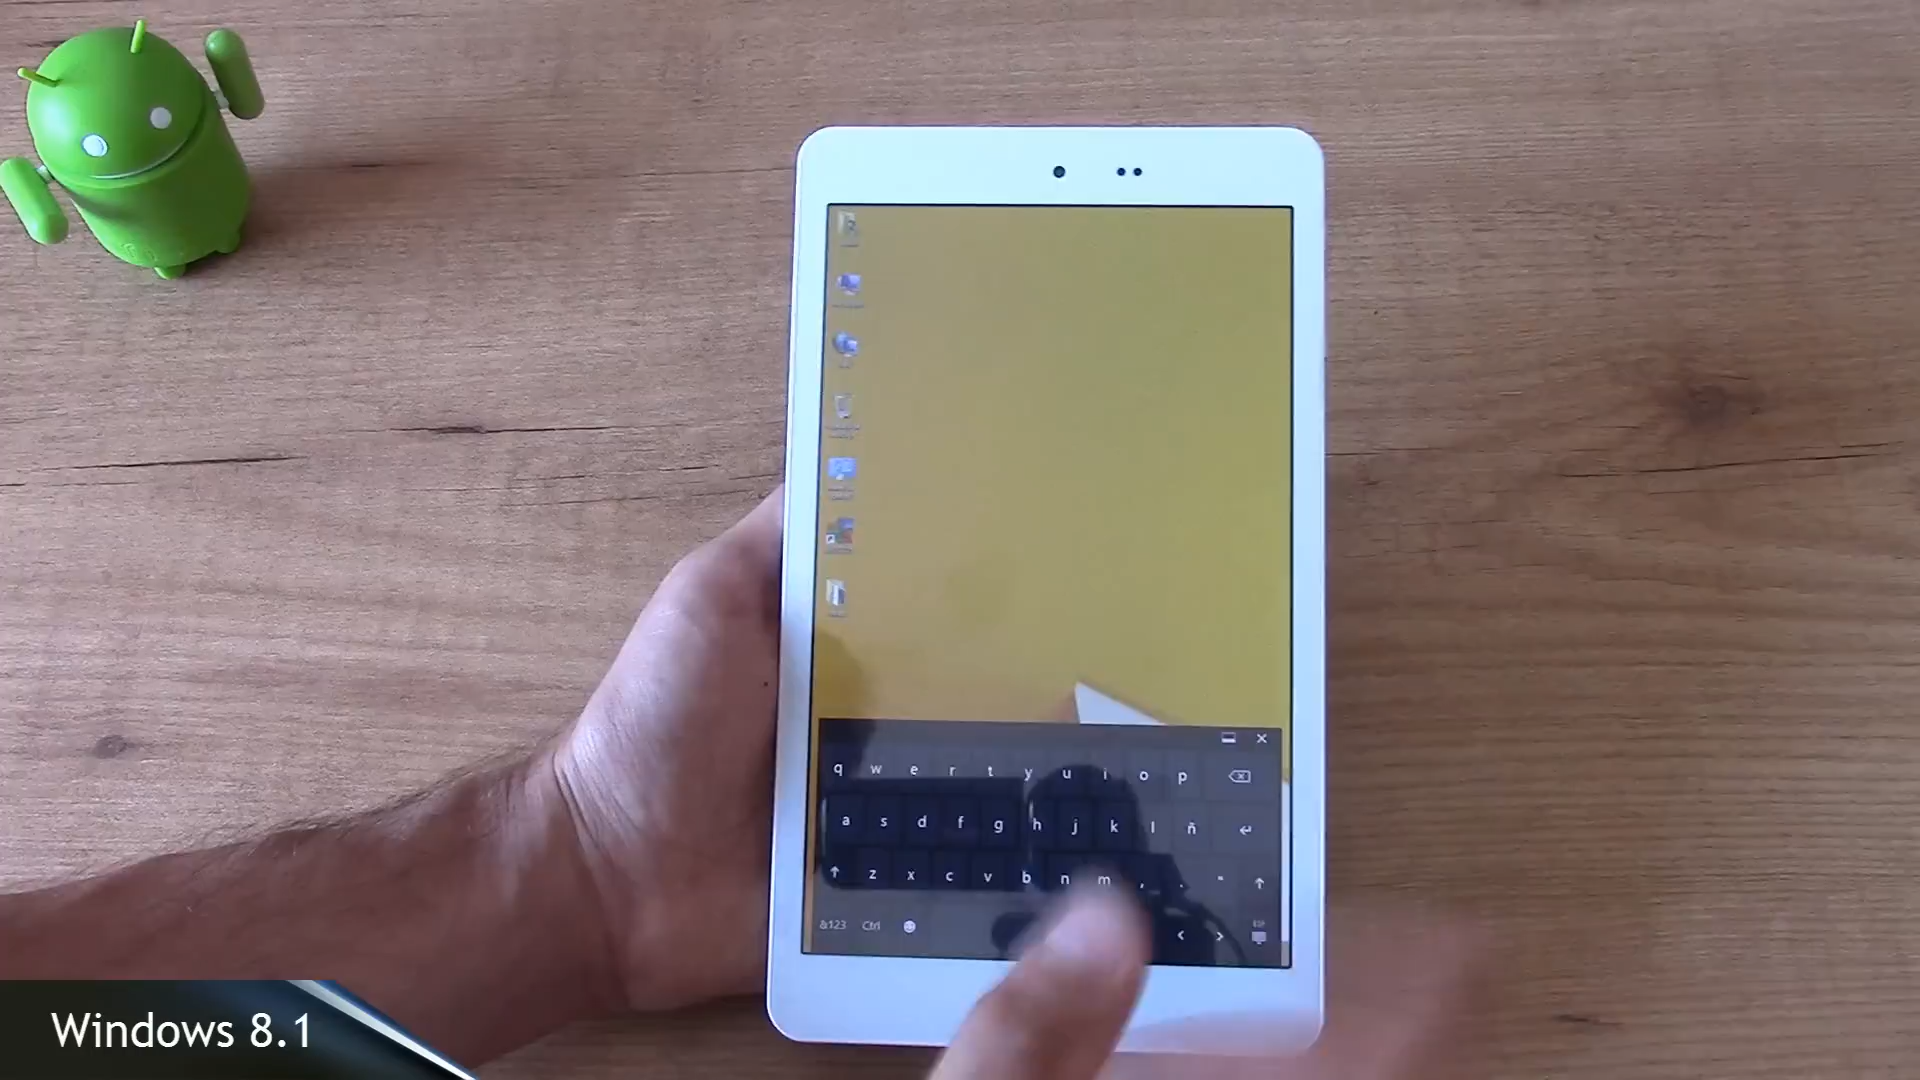 q w e r t y u i o p
a s d f g h j k l ñ
z x c v b n m , .
&123 Ctrl < >
Windows 8.1